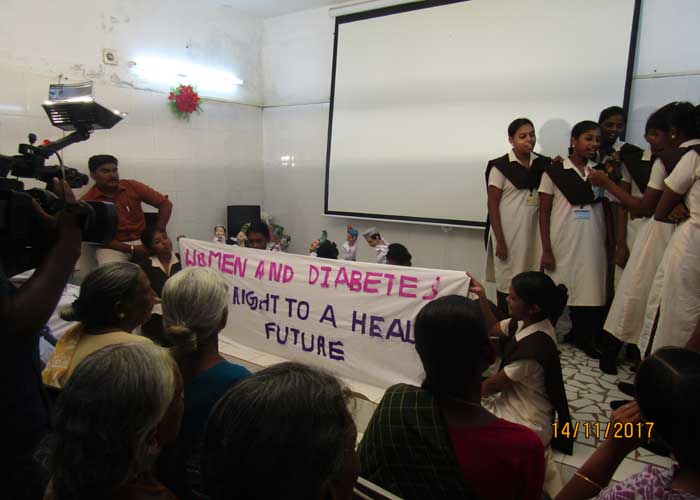 WOMEN AND DIABETES
RIGHT TO A HEAL
FUTURE
14/11/2017